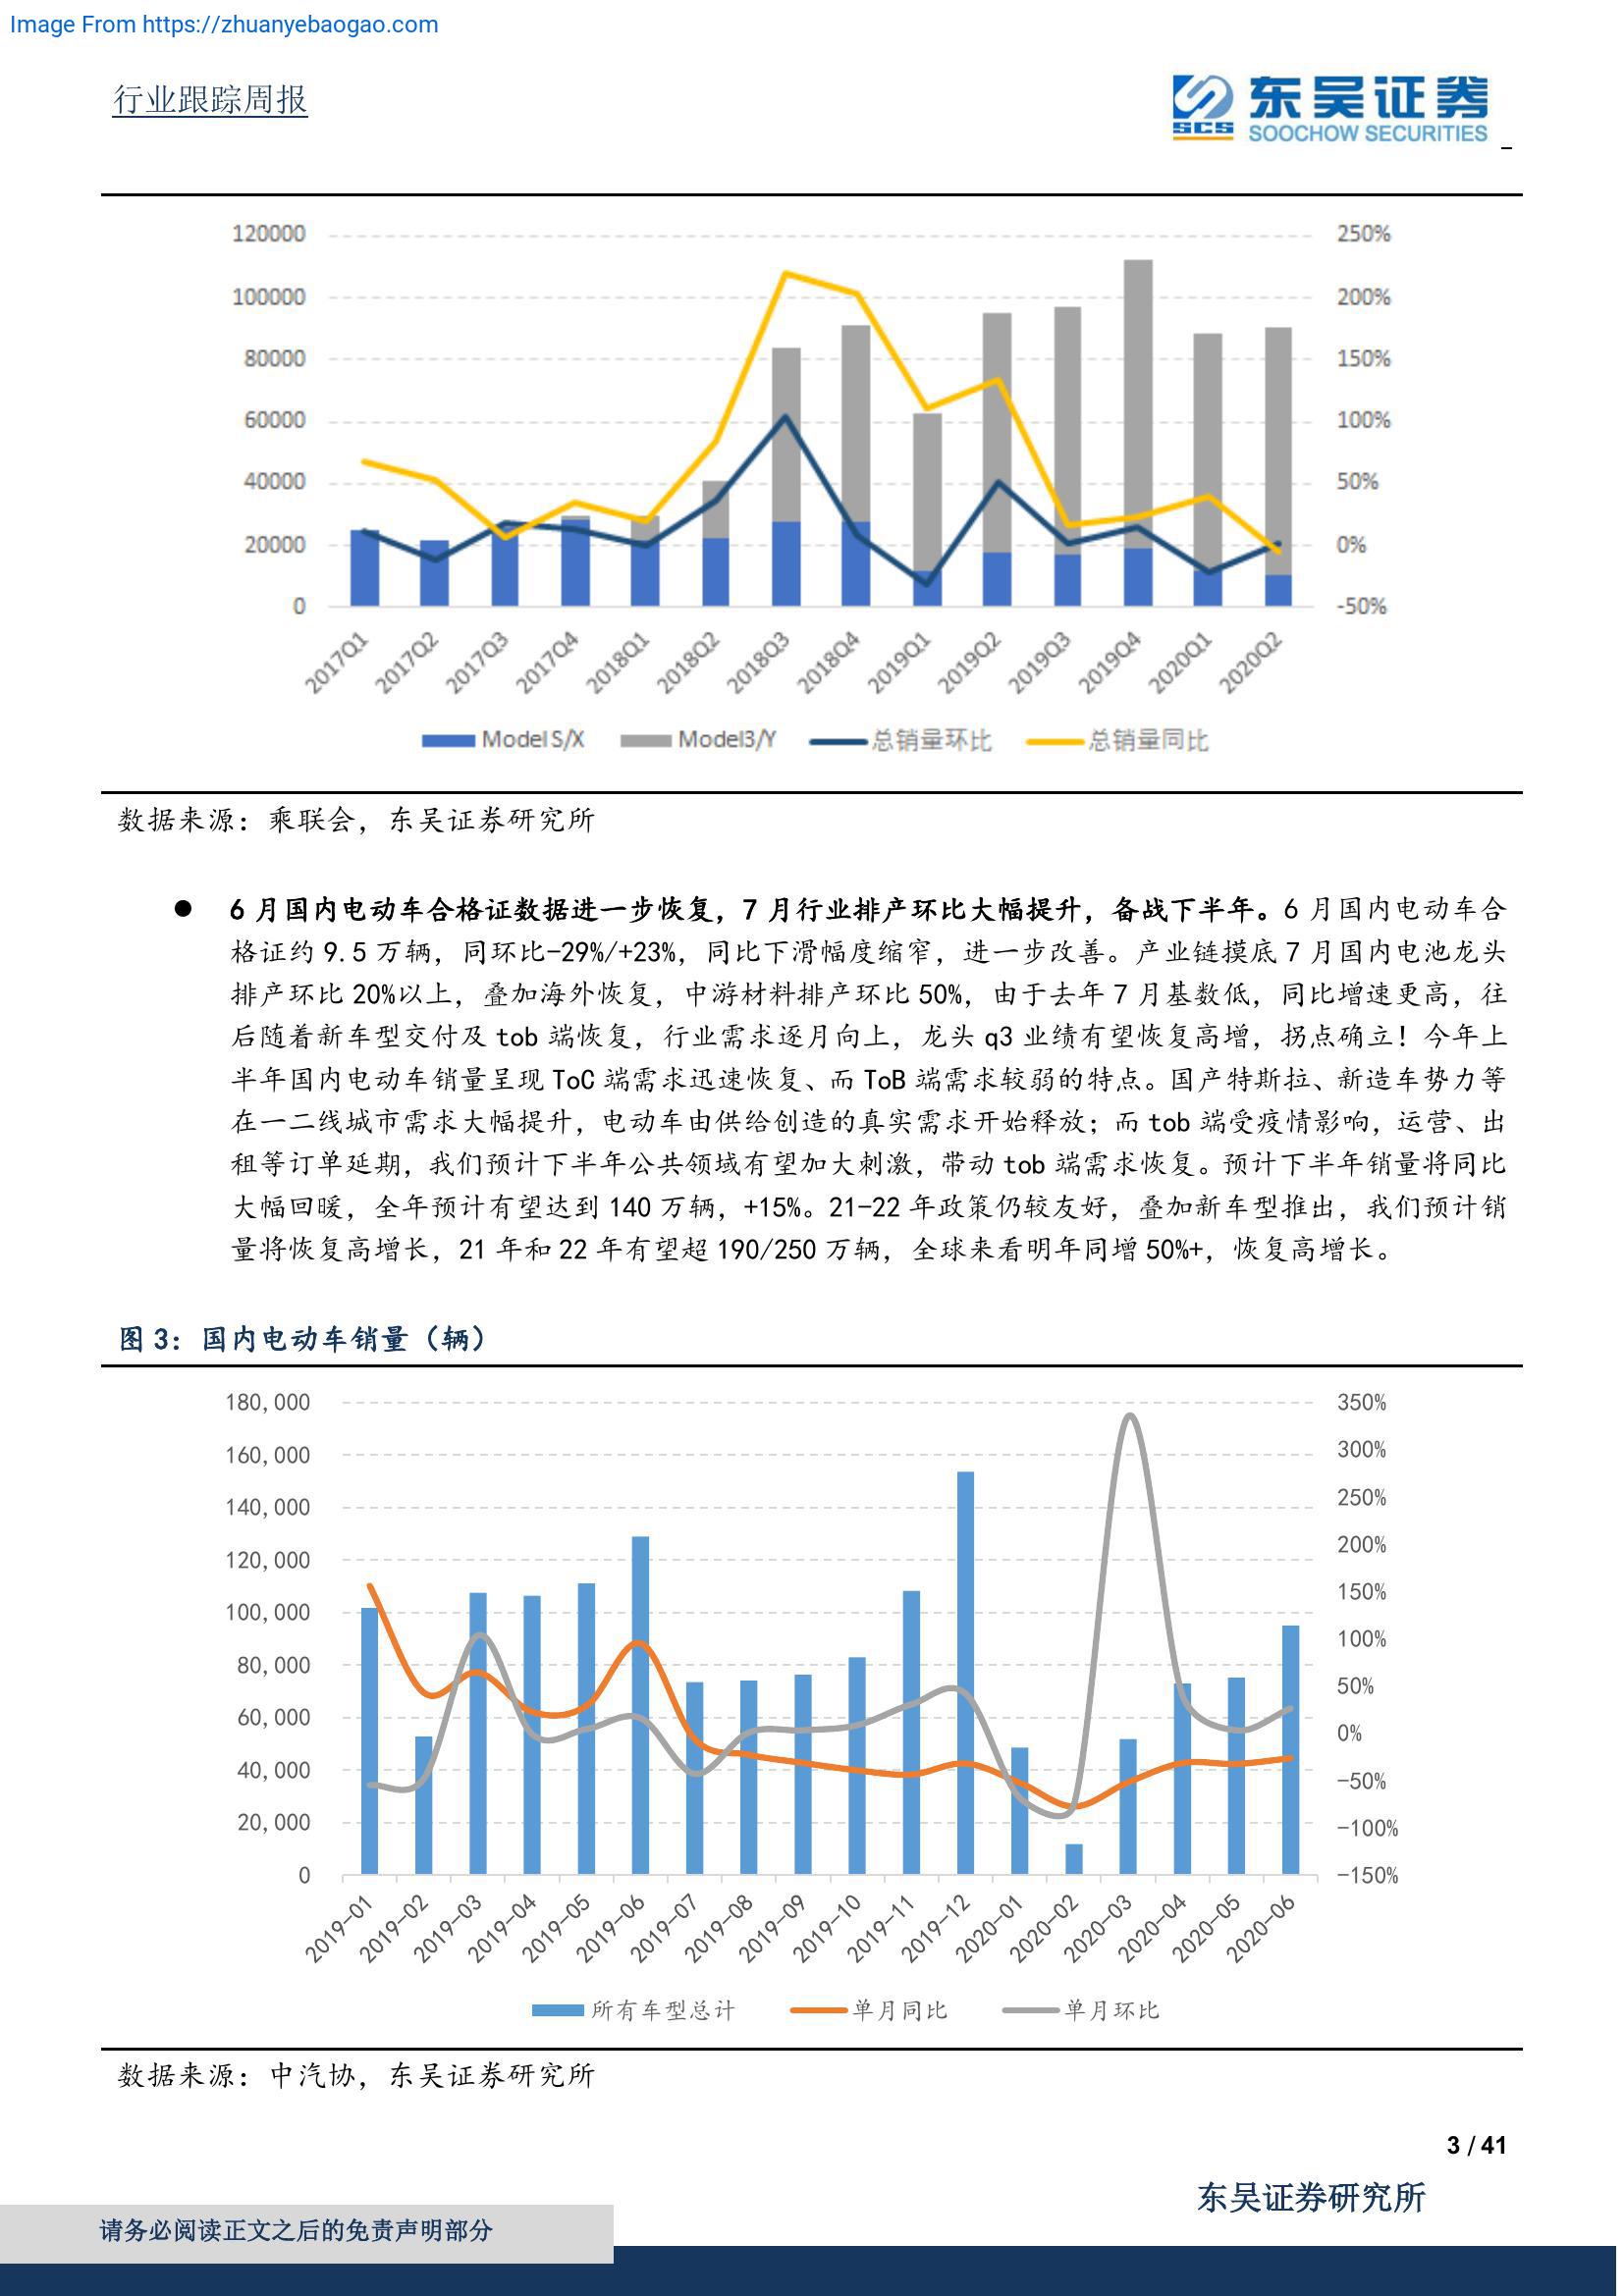 Image From https://zhuanyebaogao.com
行业跟踪周报
东吴证券
SCS
SOOCHOW SECURITIES
120000
100000
80000
60000
40000
20000
0
250%
200%
150%
100%
50%
0%
-50%
2017Q1 2017Q2 2017Q3 2017Q4 2018Q1 2018Q2 2018Q3 2018Q4 2019Q1 2019Q2 2019Q3 2019Q4 2020Q1 2020Q2
Model S/X Model3/Y 总销量环比 总销量同比
数据来源：乘联会，东吴证券研究所
● 6 月国内电动车合格证数据进一步恢复，7 月行业排产环比大幅提升，备战下半年。6 月国内电动车合
格证约 9.5 万辆，同环比-29%/+23%，同比下滑幅度缩窄，进一步改善。产业链摸底 7 月国内电池龙头
排产环比 20%以上，叠加海外恢复，中游材料排产环比 50%，由于去年 7 月基数低，同比增速更高，往
后随着新车型交付及 tob 端恢复，行业需求逐月向上，龙头 q3 业绩有望恢复高增，拐点确立！今年上
半年国内电动车销量呈现 ToC 端需求迅速恢复、而 ToB 端需求较弱的特点。国产特斯拉、新造车势力等
在一二线城市需求大幅提升，电动车由供给创造的真实需求开始释放；而 tob 端受疫情影响，运营、出
租等订单延期，我们预计下半年公共领域有望加大刺激，带动 tob 端需求恢复。预计下半年销量将同比
大幅回暖，全年预计有望达到 140 万辆，+15%。21-22 年政策仍较友好，叠加新车型推出，我们预计销
量将恢复高增长，21 年和 22 年有望超 190/250 万辆，全球来看明年同增 50%+，恢复高增长。
图 3：国内电动车销量（辆）
180,000
160,000
140,000
120,000
100,000
80,000
60,000
40,000
20,000
0
350%
300%
250%
200%
150%
100%
50%
0%
-50%
-100%
-150%
2019-01 2019-02 2019-03 2019-04 2019-05 2019-06 2019-07 2019-08 2019-09 2019-10 2019-11 2019-12 2020-01 2020-02 2020-03 2020-04 2020-05 2020-06
所有车型总计 单月同比 单月环比
数据来源：中汽协，东吴证券研究所
3 / 41
东吴证券研究所
请务必阅读正文之后的免责声明部分